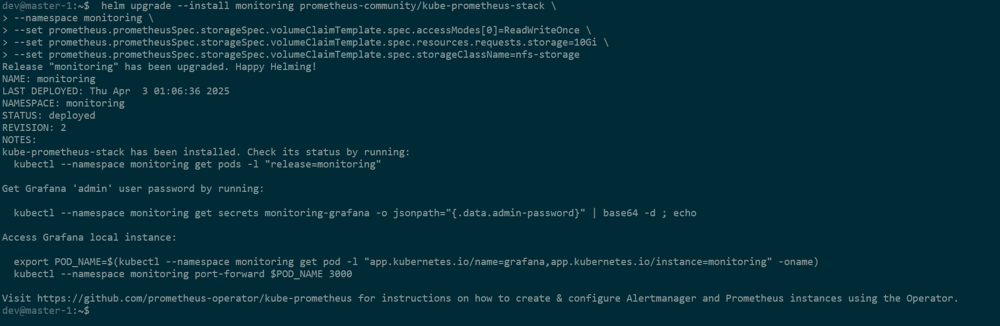 dev@master-1:~$  helm upgrade --install monitoring prometheus-community/kube-prometheus-stack \
> --namespace monitoring \
> --set prometheus.prometheusSpec.storageSpec.volumeClaimTemplate.spec.accessModes[0]=ReadWriteOnce \
> --set prometheus.prometheusSpec.storageSpec.volumeClaimTemplate.spec.resources.requests.storage=10Gi \
> --set prometheus.prometheusSpec.storageSpec.volumeClaimTemplate.spec.storageClassName=nfs-storage
Release "monitoring" has been upgraded. Happy Helming!
NAME: monitoring
LAST DEPLOYED: Thu Apr  3 01:06:36 2025
NAMESPACE: monitoring
STATUS: deployed
REVISION: 2
NOTES:
kube-prometheus-stack has been installed. Check its status by running:
  kubectl --namespace monitoring get pods -l "release=monitoring"

Get Grafana 'admin' user password by running:

  kubectl --namespace monitoring get secrets monitoring-grafana -o jsonpath="{.data.admin-password}" | base64 -d ; echo

Access Grafana local instance:

  export POD_NAME=$(kubectl --namespace monitoring get pod -l "app.kubernetes.io/name=grafana,app.kubernetes.io/instance=monitoring" -oname)
  kubectl --namespace monitoring port-forward $POD_NAME 3000

Visit https://github.com/prometheus-operator/kube-prometheus for instructions on how to create & configure Alertmanager and Prometheus instances using the Operator.
dev@master-1:~$